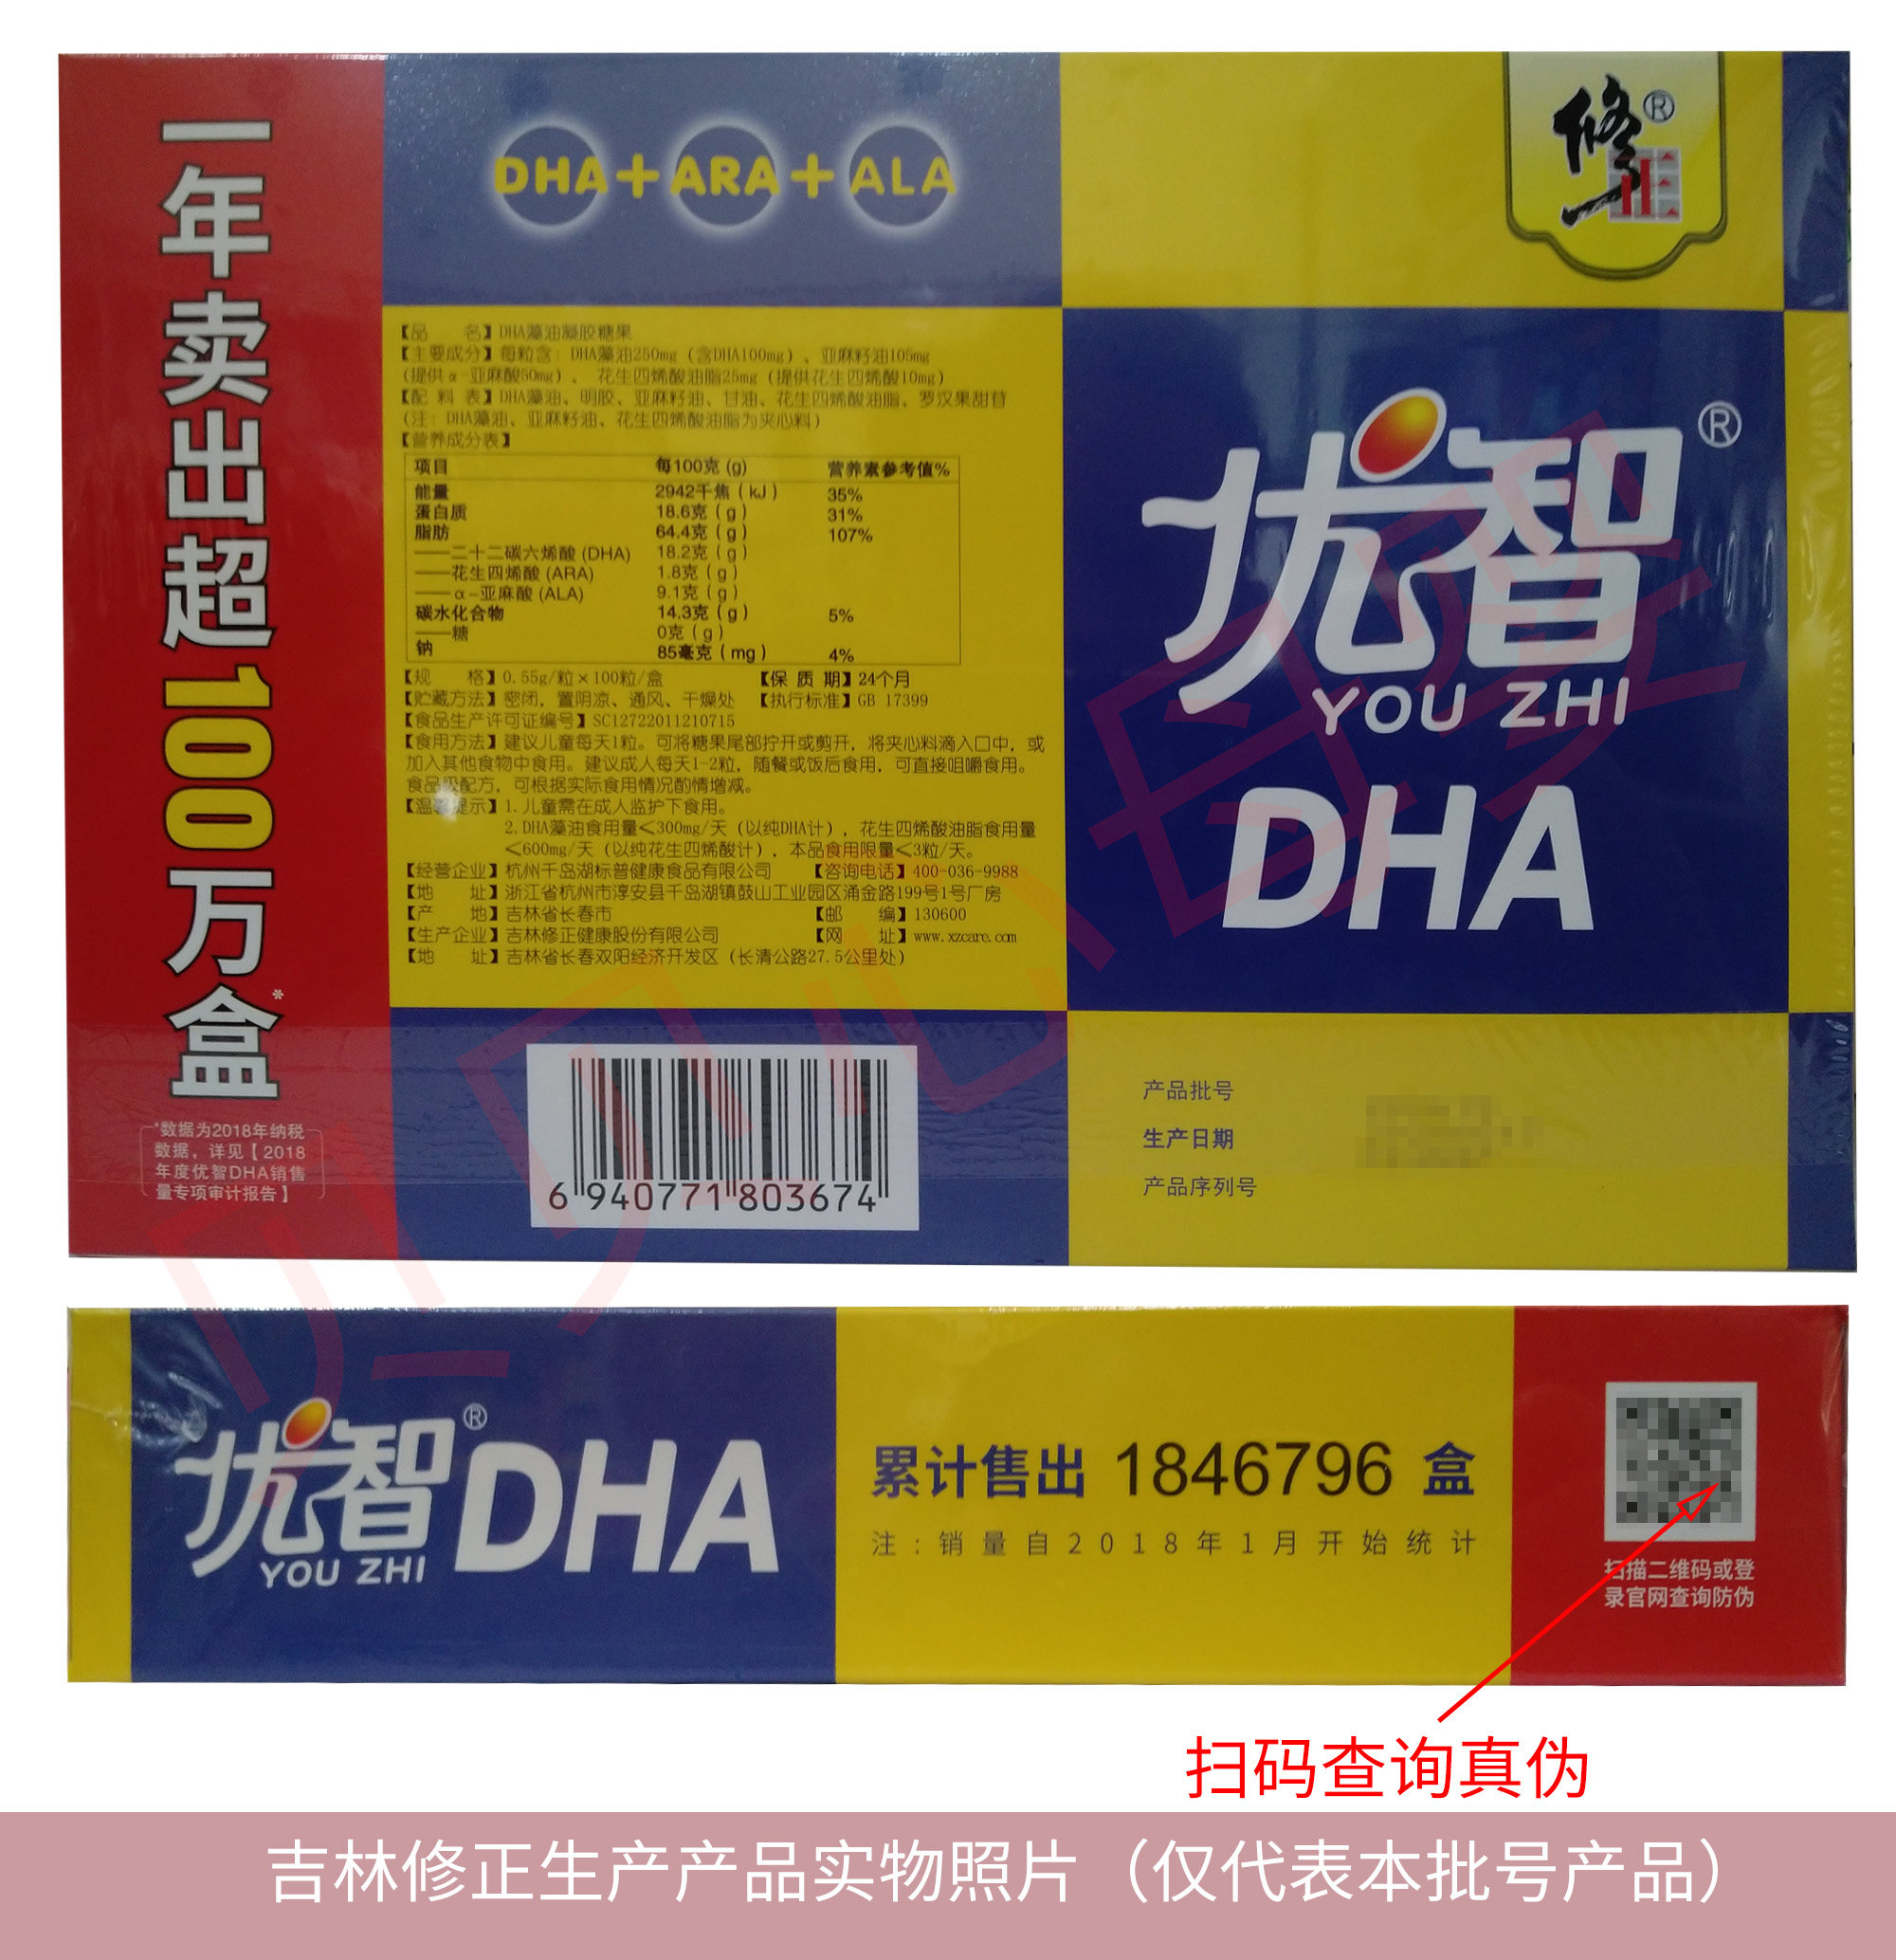 一年卖出超100万盒*
*数据为2018年纳税
数据，详见【2018
年度优智DHA销售
量专项审计报告】
DHA+ARA+ALA
【品 名】DHA藻油凝胶糖果
【主要成分】每粒含：DHA藻油250mg（含DHA100mg）、亚麻籽油105mg
（提供α-亚麻酸50mg）、花生四烯酸油脂25mg（提供花生四烯酸10mg）
【配 料 表】DHA藻油、明胶、亚麻籽油、甘油、花生四烯酸油脂、罗汉果甜苷
（注：DHA藻油、亚麻籽油、花生四烯酸油脂为夹心料）
【营养成分表】
项目 每100克 (g) 营养素参考值%
能量 2942千焦（kJ） 35%
蛋白质 18.6克（g） 31%
脂肪 64.4克（g） 107%
——二十二碳六烯酸 (DHA) 18.2克（g）
——花生四烯酸 (ARA) 1.8克（g）
——α-亚麻酸 (ALA) 9.1克（g）
碳水化合物 14.3克（g） 5%
——糖 0克（g）
钠 85毫克（mg） 4%
【规 格】0.55g/粒×100粒/盒 【保 质 期】24个月
【贮藏方法】密闭，置阴凉、通风、干燥处 【执行标准】GB 17399
【食品生产许可证编号】SC12722011210715
【食用方法】建议儿童每天1粒。可将糖果尾部拧开或剪开，将夹心料滴入口中，或
加入其他食物中食用。建议成人每天1-2粒，随餐或饭后食用，可直接咀嚼食用。
食品级配方，可根据实际食用情况酌情增减。
【温馨提示】1.儿童需在成人监护下食用。
2.DHA藻油食用量≤300mg/天（以纯DHA计），花生四烯酸油脂食用量
≤600mg/天（以纯花生四烯酸计），本品食用限量≤3粒/天。
【经营企业】杭州千岛湖标普健康食品有限公司 【咨询电话】400-036-9988
【地 址】浙江省杭州市淳安县千岛湖镇鼓山工业园区涌金路199号1号厂房
【产 地】吉林省长春市 【邮 编】130600
【生产企业】吉林修正健康股份有限公司 【网 址】www.xzcare.com
【地 址】吉林省长春双阳经济开发区（长清公路27.5公里处）
6 940771 803674
修正®
优智®
YOU ZHI
DHA
产品批号
生产日期
产品序列号
优智®DHA
YOU ZHI
累计售出 1846796 盒
注：销量自2018年1月开始统计
扫描二维码或登
录官网查询防伪
扫码查询真伪
吉林修正生产产品实物照片（仅代表本批号产品）